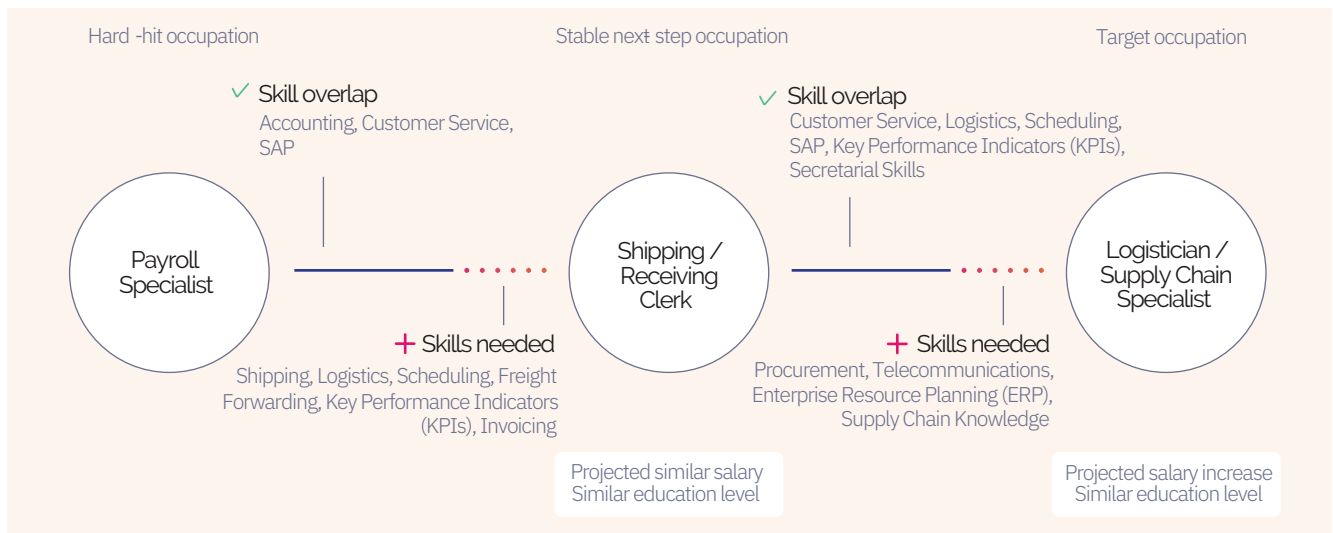 Hard -hit occupation
Stable next step occupation
Target occupation
Skill overlap
Accounting, Customer Service,
SAP
Skill overlap
Customer Service, Logistics, Scheduling,
SAP, Key Performance Indicators (KPIs),
Secretarial Skills
Payroll
Specialist
Shipping /
Receiving
Clerk
Logistician /
Supply Chain
Specialist
Skills needed
Shipping, Logistics, Scheduling, Freight
Forwarding, Key Performance Indicators
(KPIs), Invoicing
Skills needed
Procurement, Telecommunications,
Enterprise Resource Planning (ERP),
Supply Chain Knowledge
Projected similar salary
Similar education level
Projected salary increase
Similar education level